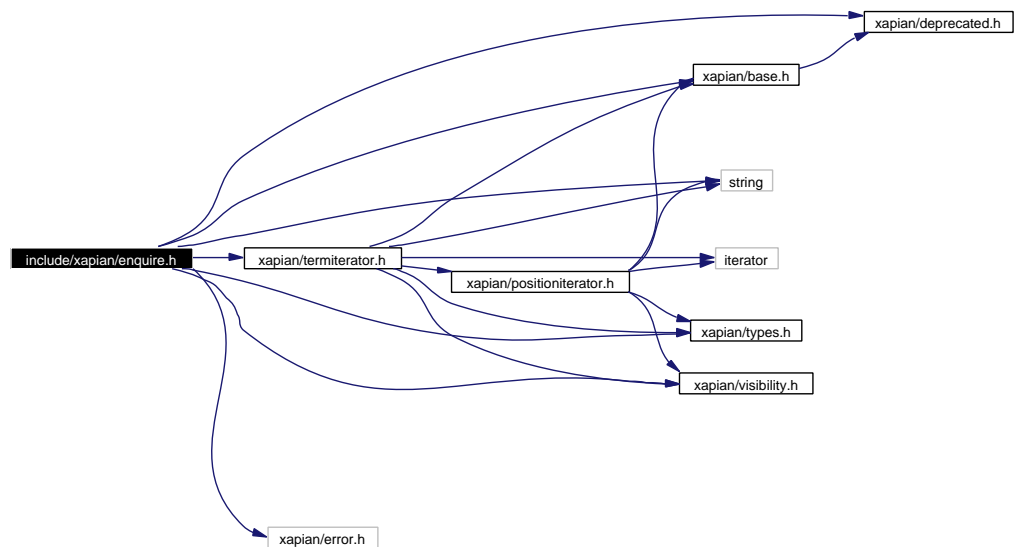 xapian/deprecated.h
xapian/base.h
string
include/xapian/enquire.h
xapian/termiterator.h
iterator
xapian/positioniterator.h
xapian/types.h
xapian/visibility.h
xapian/error.h